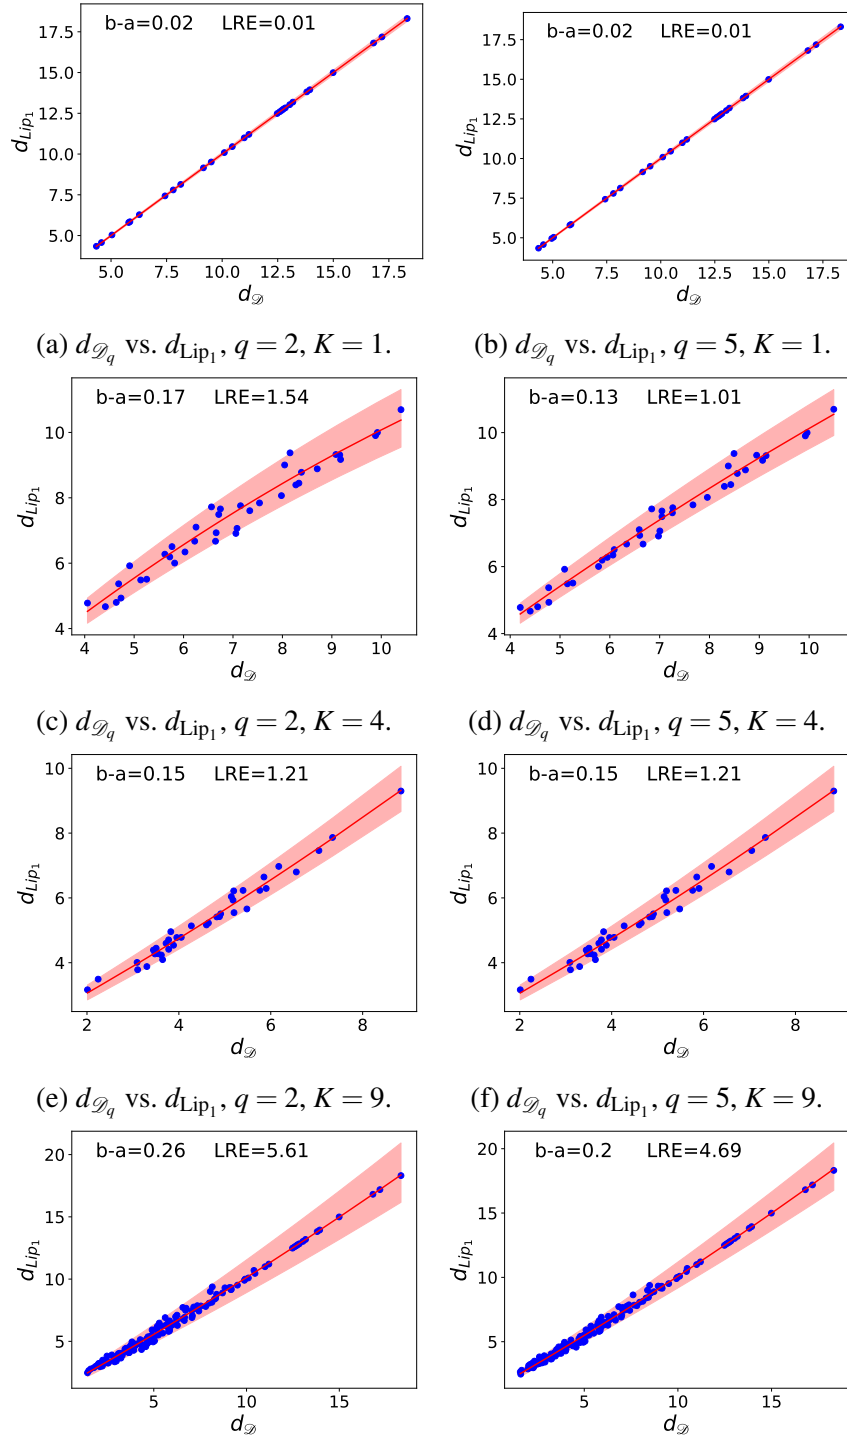 b-a=0.02 LRE=0.01
17.5
15.0
12.5
10.0
7.5
5.0
d_{Lip_1}
5.0 7.5 10.0 12.5 15.0 17.5
d_𝒟
b-a=0.02 LRE=0.01
17.5
15.0
12.5
10.0
7.5
5.0
d_{Lip_1}
5.0 7.5 10.0 12.5 15.0 17.5
d_𝒟
(a) d_{𝒟_q} vs. d_{Lip_1}, q = 2, K = 1.
(b) d_{𝒟_q} vs. d_{Lip_1}, q = 5, K = 1.
b-a=0.17 LRE=1.54
10
8
6
4
d_{Lip_1}
4 5 6 7 8 9 10
d_𝒟
b-a=0.13 LRE=1.01
10
8
6
4
d_{Lip_1}
4 5 6 7 8 9 10
d_𝒟
(c) d_{𝒟_q} vs. d_{Lip_1}, q = 2, K = 4.
(d) d_{𝒟_q} vs. d_{Lip_1}, q = 5, K = 4.
b-a=0.15 LRE=1.21
10
8
6
4
d_{Lip_1}
2 4 6 8
d_𝒟
b-a=0.15 LRE=1.21
10
8
6
4
d_{Lip_1}
2 4 6 8
d_𝒟
(e) d_{𝒟_q} vs. d_{Lip_1}, q = 2, K = 9.
(f) d_{𝒟_q} vs. d_{Lip_1}, q = 5, K = 9.
b-a=0.26 LRE=5.61
20
15
10
5
d_{Lip_1}
5 10 15
d_𝒟
b-a=0.2 LRE=4.69
20
15
10
5
d_{Lip_1}
5 10 15
d_𝒟